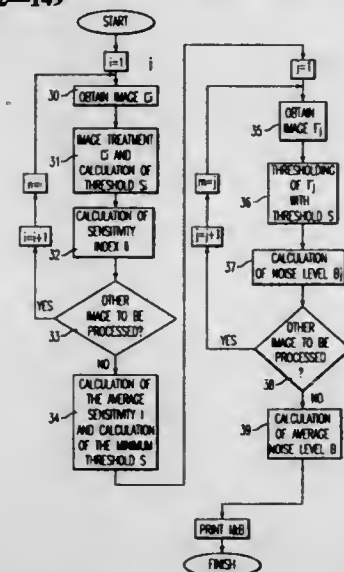 START
i=1
30
OBTAIN IMAGE Gi
31
IMAGE TREATMENT
Gi AND
CALCULATION OF
THRESHOLD Si
i=i+1
32
CALCULATION OF
SENSITIVITY
INDEX Ii
YES
33
OTHER
IMAGE TO BE
PROCESSED?
NO
34
CALCULATION OF
THE AVERAGE
SENSITIVITY I
AND CALCULATION
OF THE MINIMUM
THRESHOLD S
j=1
35
OBTAIN
IMAGE Γj
36
THRESHOLDING
OF Γj
WITH
THRESHOLD S
j=j+1
37
CALCULATION
OF NOISE LEVEL Bj
YES
38
OTHER
IMAGE TO BE
PROCESSED
?
NO
39
CALCULATION
OF AVERAGE
NOISE LEVEL B
PRINT
FINISH